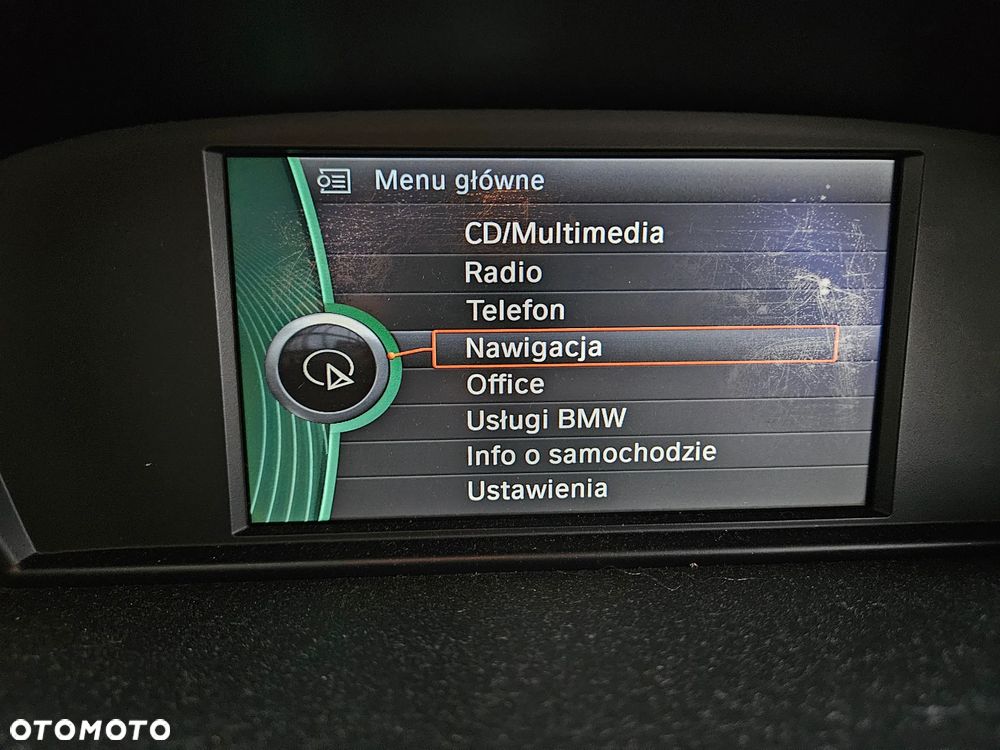 Menu główne
CD/Multimedia
Radio
Telefon
Nawigacja
Office
Usługi BMW
Info o samochodzie
Ustawienia
OTOMOTO